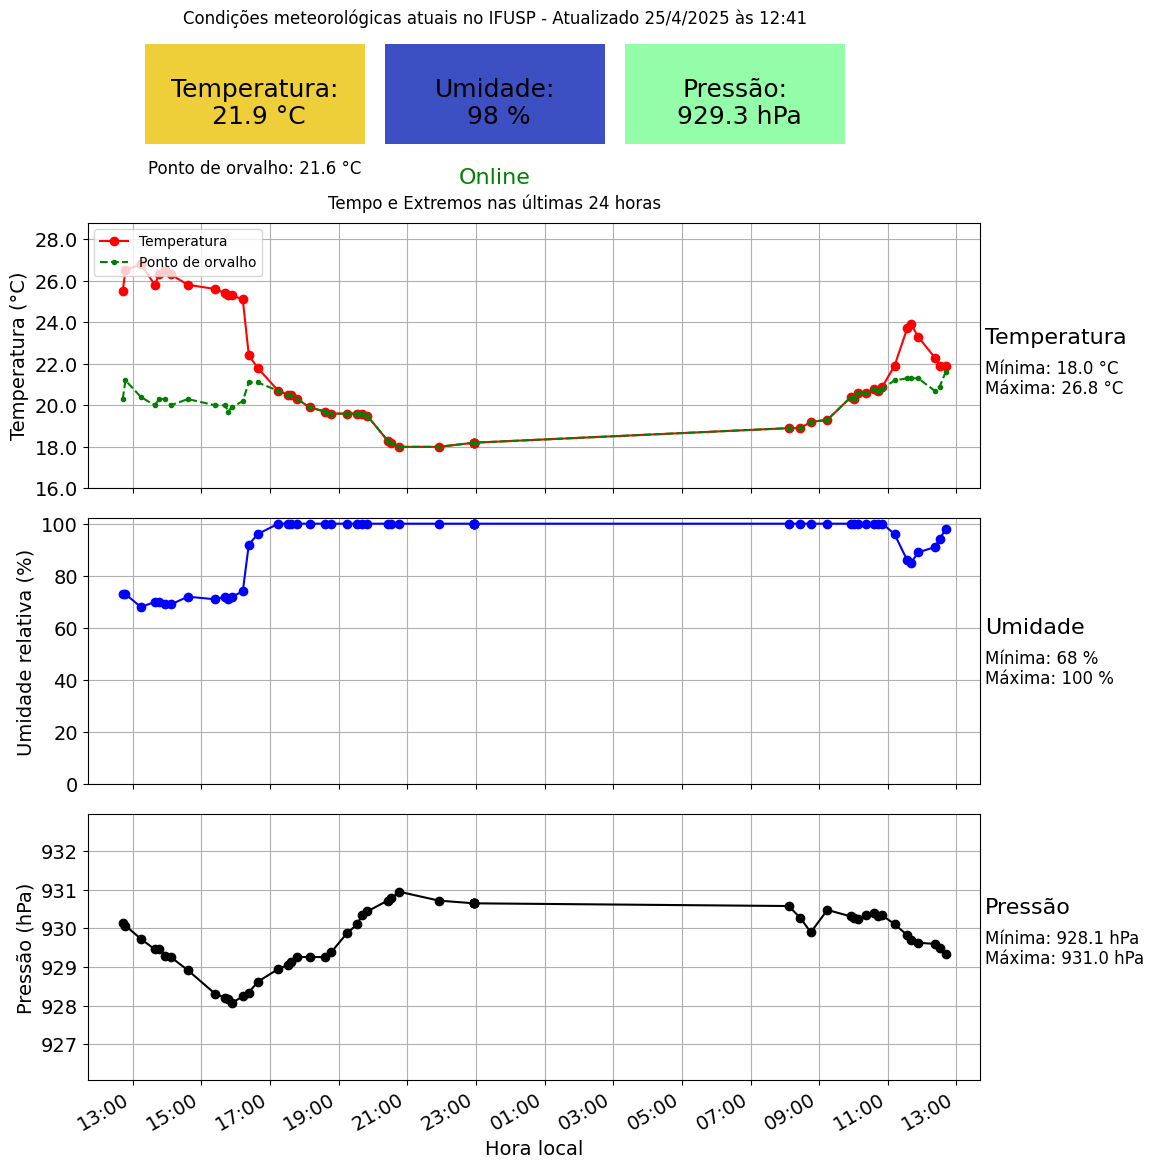 Condições meteorológicas atuais no IFUSP - Atualizado 25/4/2025 às 12:41
Temperatura:
21.9 °C
Umidade:
98 %
Pressão:
929.3 hPa
Ponto de orvalho: 21.6 °C
Online
Tempo e Extremos nas últimas 24 horas
Temperatura (°C)
28.0
26.0
24.0
22.0
20.0
18.0
16.0
Temperatura
Ponto de orvalho
Temperatura
Mínima: 18.0 °C
Máxima: 26.8 °C
Umidade relativa (%)
100
80
60
40
20
0
Umidade
Mínima: 68 %
Máxima: 100 %
Pressão (hPa)
932
931
930
929
928
927
Pressão
Mínima: 928.1 hPa
Máxima: 931.0 hPa
13:00 15:00 17:00 19:00 21:00 23:00 01:00 03:00 05:00 07:00 09:00 11:00 13:00
Hora local